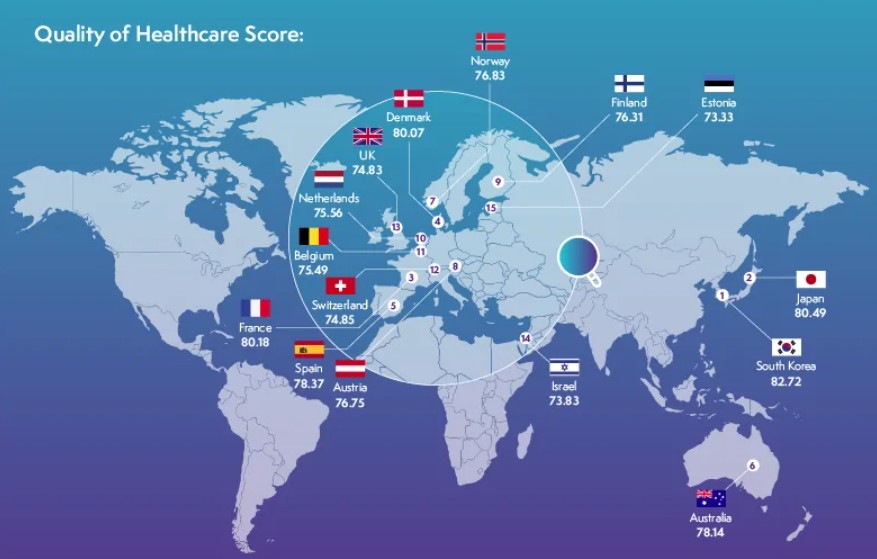 Quality of Healthcare Score:
Norway
76.83
Finland
76.31
Estonia
73.33
Denmark
80.07
UK
74.83
Netherlands
75.56
Belgium
75.49
Switzerland
74.85
France
80.18
Spain
78.37
Austria
76.75
Israel
73.83
Japan
80.49
South Korea
82.72
Australia
78.14
9
7
15
4
13
10
11
12
8
3
5
14
2
1
6